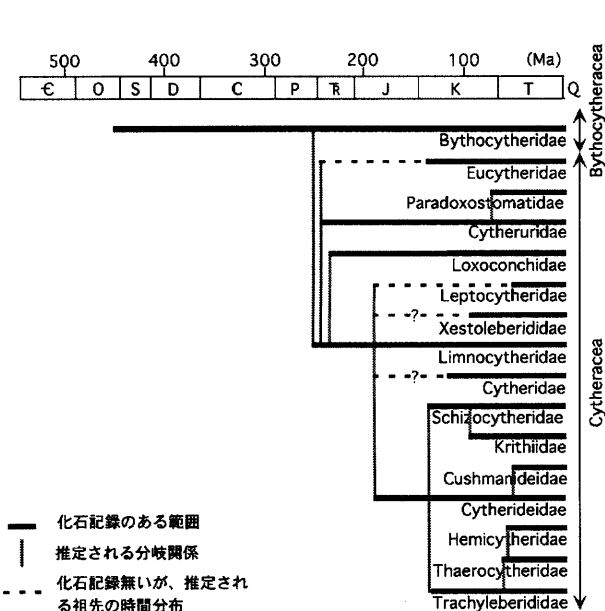 500 400 300 200 100 (Ma)
Є O S D C P TR J K T Q
Bythocytheracea
Bythocytheridae
Eucytheridae
Paradoxostomatidae
Cytheruridae
Loxoconchidae
Leptocytheridae
?
Xestoleberididae
Limnocytheridae
?
Cytheridae
Schizocytheridae
Krithiidae
Cushmanideidae
Cytherideidae
Hemicytheridae
Thaerocytheridae
Trachyleberididae
Cytheracea
化石記録のある範囲
推定される分岐関係
化石記録無いが、推定され
る祖先の時間分布